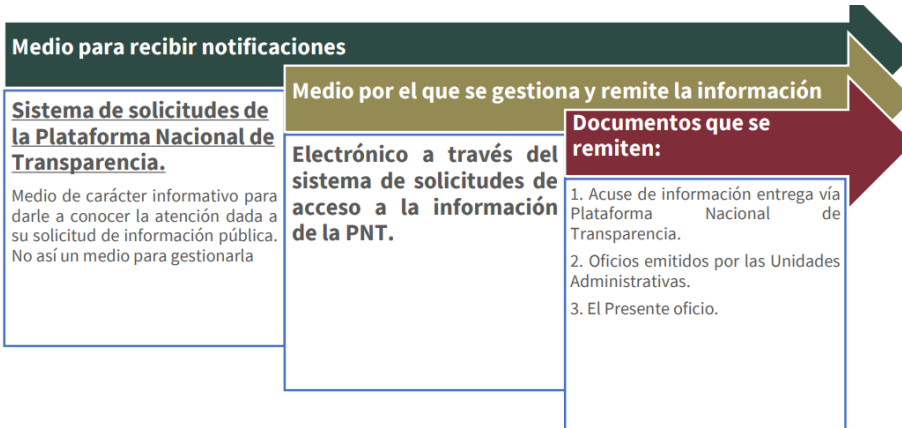 Medio para recibir notificaciones
Sistema de solicitudes de
la Plataforma Nacional de
Transparencia.
Medio de carácter informativo para
darle a conocer la atención dada a
su solicitud de información pública.
No así un medio para gestionarla
Medio por el que se gestiona y remite la información
Electrónico a través del
sistema de solicitudes de
acceso a la información
de la PNT.
Documentos que se
remiten:
1. Acuse de información entrega vía
Plataforma Nacional de
Transparencia.
2. Oficios emitidos por las Unidades
Administrativas.
3. El Presente oficio.